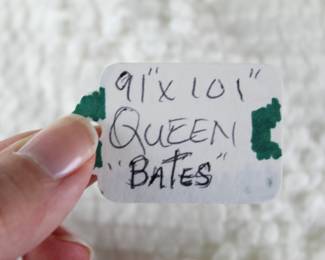 91" x 101"
QUEEN
"BATES"